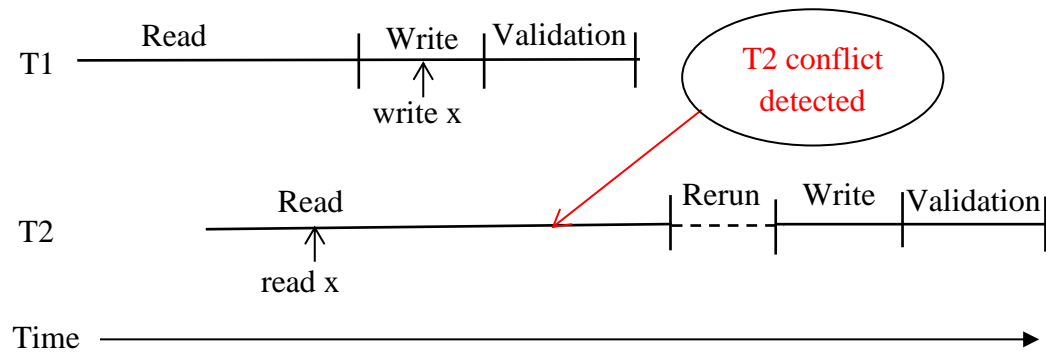 Read
Write
Validation
T1
T2 conflict
detected
write x
Read
Rerun
Write
Validation
T2
read x
Time